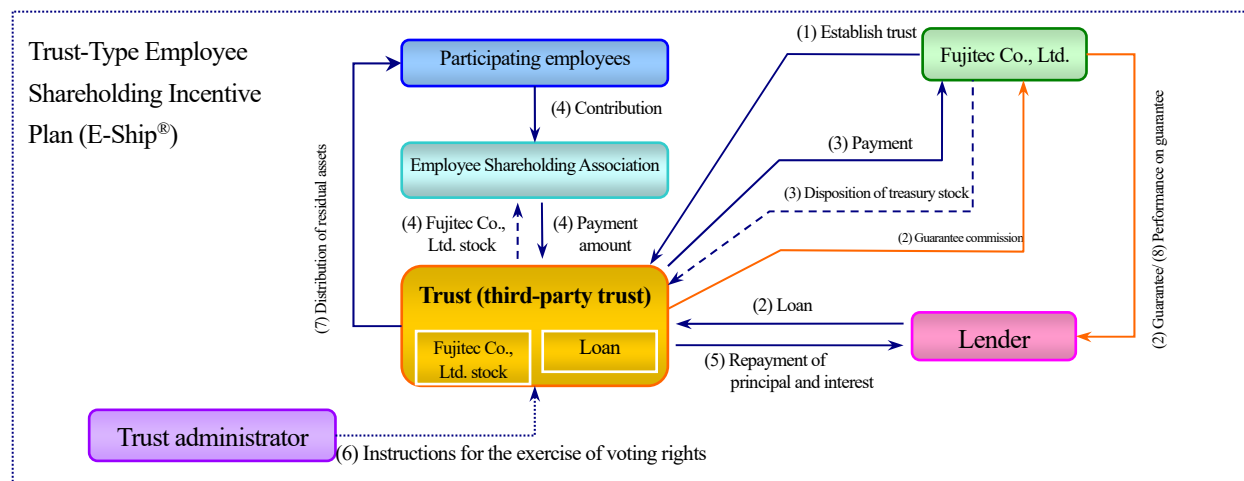 Trust-Type Employee
Shareholding Incentive
Plan (E-Ship®)
Participating employees
(1) Establish trust
Fujitec Co., Ltd.
(4) Contribution
(3) Payment
Employee Shareholding Association
(3) Disposition of treasury stock
(4) Fujitec Co.,
Ltd. stock
(4) Payment
amount
(2) Guarantee commission
(7) Distribution of residual assets
(2) Guarantee/ (8) Performance on guarantee
Trust (third-party trust)
Fujitec Co.,
Ltd. stock
Loan
(2) Loan
Lender
(5) Repayment of
principal and interest
Trust administrator
(6) Instructions for the exercise of voting rights